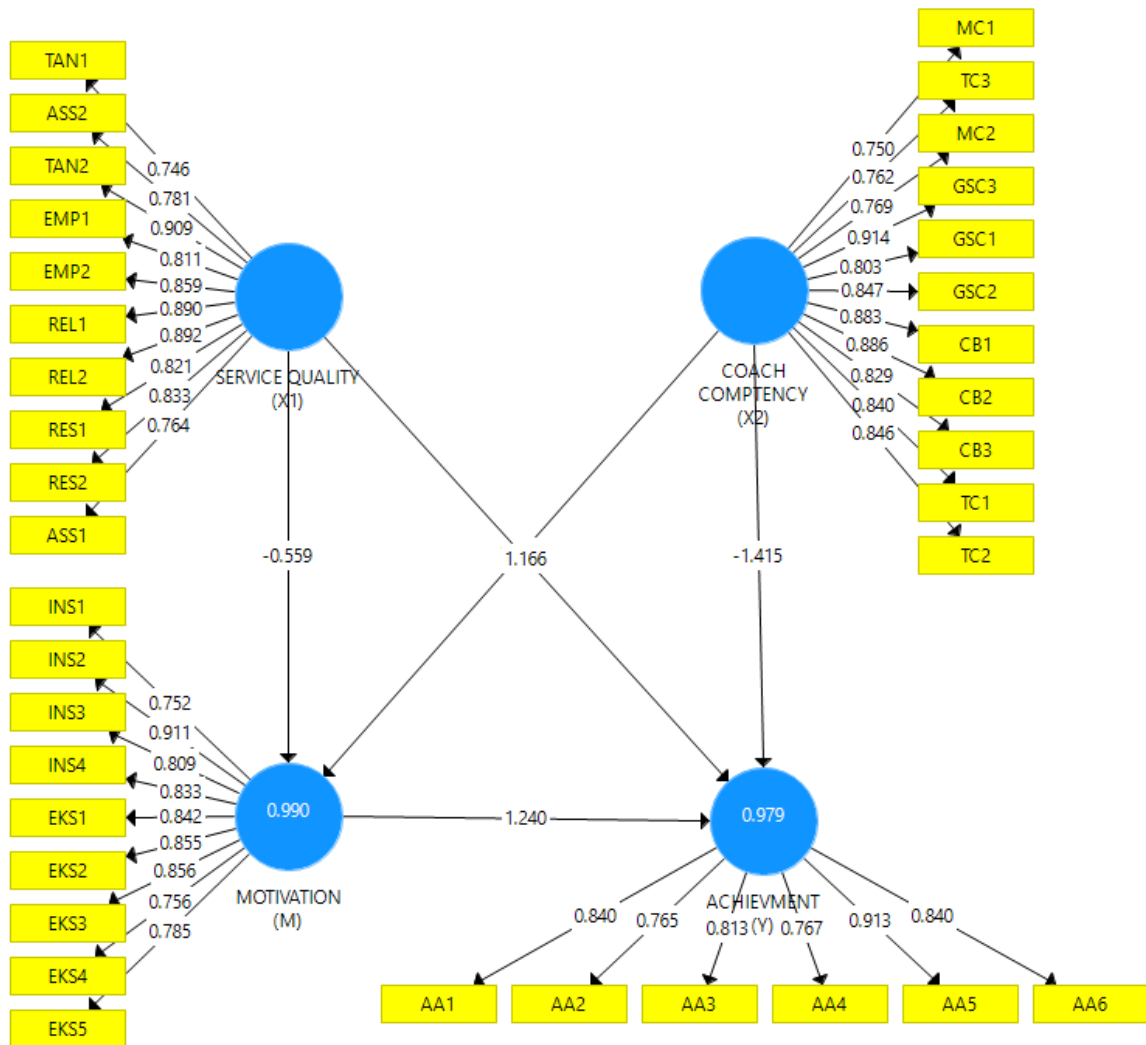 TAN1
ASS2
TAN2
EMP1
EMP2
REL1
REL2
RES1
RES2
ASS1
0.746
0.781
0.909
0.811
0.859
0.890
0.892
0.821
0.833
0.764
SERVICE QUALITY
(X1)
MC1
TC3
MC2
GSC3
GSC1
GSC2
CB1
CB2
CB3
TC1
TC2
0.750
0.762
0.769
0.914
0.803
0.847
0.883
0.886
0.829
0.840
0.846
COACH
COMPTENCY
(X2)
-0.559
1.166
-1.415
INS1
INS2
INS3
INS4
EKS1
EKS2
EKS3
EKS4
EKS5
0.752
0.911
0.809
0.833
0.842
0.855
0.856
0.756
0.785
0.990
MOTIVATION
(M)
1.240
0.979
ACHIEVMENT
(Y)
0.840
0.765
0.813
0.767
0.913
0.840
AA1
AA2
AA3
AA4
AA5
AA6